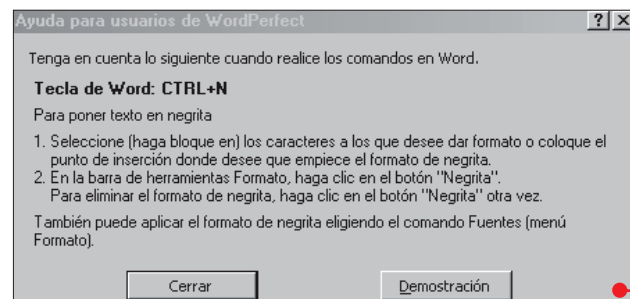 Ayuda para usuarios de WordPerfect
Tenga en cuenta lo siguiente cuando realice los comandos en Word.
Tecla de Word: CTRL+N
Para poner texto en negrita
1. Seleccione (haga bloque en) los caracteres a los que desee dar formato o coloque el
punto de inserción donde desee que empiece el formato de negrita.
2. En la barra de herramientas Formato, haga clic en el botón "Negrita".
Para eliminar el formato de negrita, haga clic en el botón "Negrita" otra vez.
También puede aplicar el formato de negrita eligiendo el comando Fuentes (menú
Formato).
Cerrar Demostración